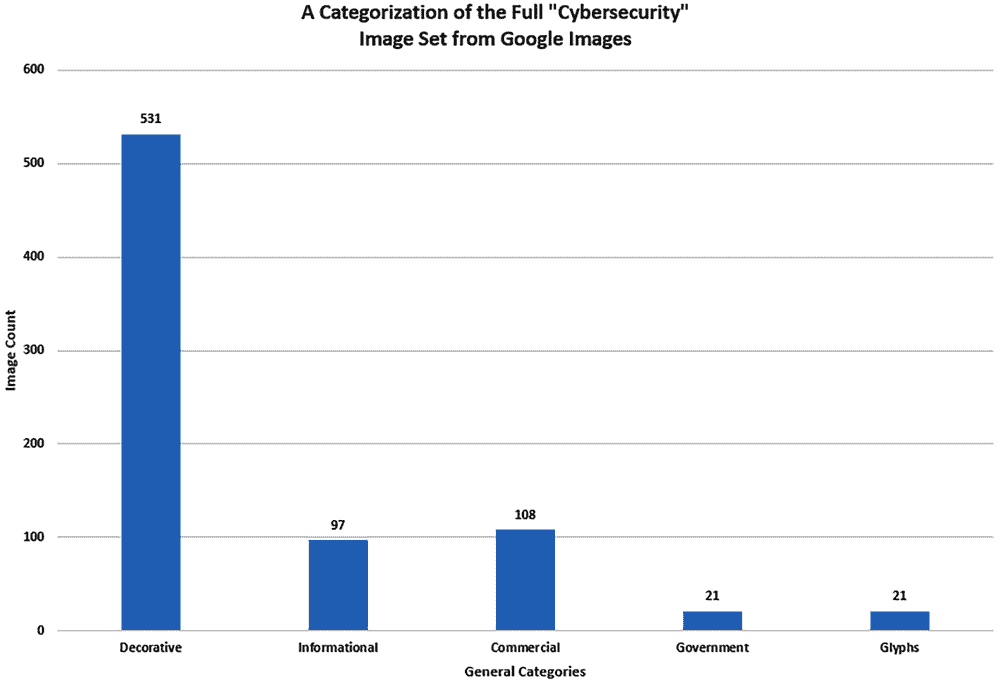 A Categorization of the Full "Cybersecurity"
Image Set from Google Images
600
500
400
300
200
100
0
Image Count
531
97
108
21
21
Decorative
Informational
Commercial
Government
Glyphs
General Categories